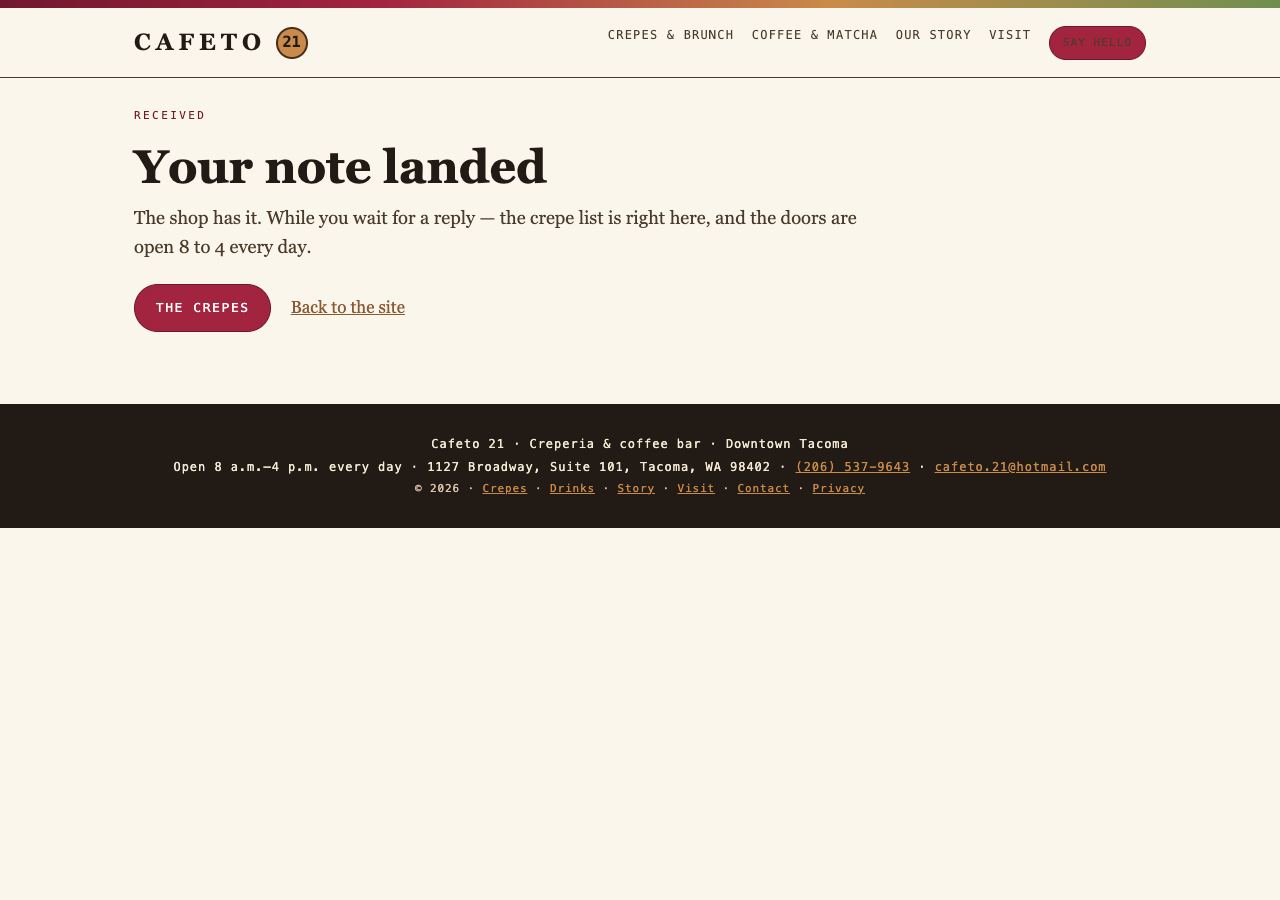 CAFETO 21
CREPES & BRUNCH COFFEE & MATCHA OUR STORY VISIT SAY HELLO
RECEIVED
Your note landed
The shop has it. While you wait for a reply — the crepe list is right here, and the doors are
open 8 to 4 every day.
THE CREPES Back to the site
Cafeto 21 · Creperia & coffee bar · Downtown Tacoma
Open 8 a.m.–4 p.m. every day · 1127 Broadway, Suite 101, Tacoma, WA 98402 · (206) 537-9643 · cafeto.21@hotmail.com
© 2026 · Crepes · Drinks · Story · Visit · Contact · Privacy